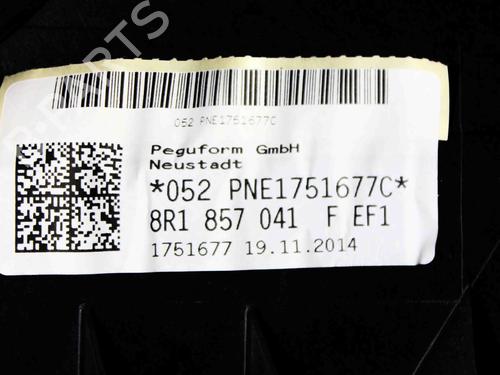 052 PNE1751677C
Peguform GmbH
Neustadt
*052 PNE1751677C*
8R1 857 041 F EF1
1751677 19.11.2014